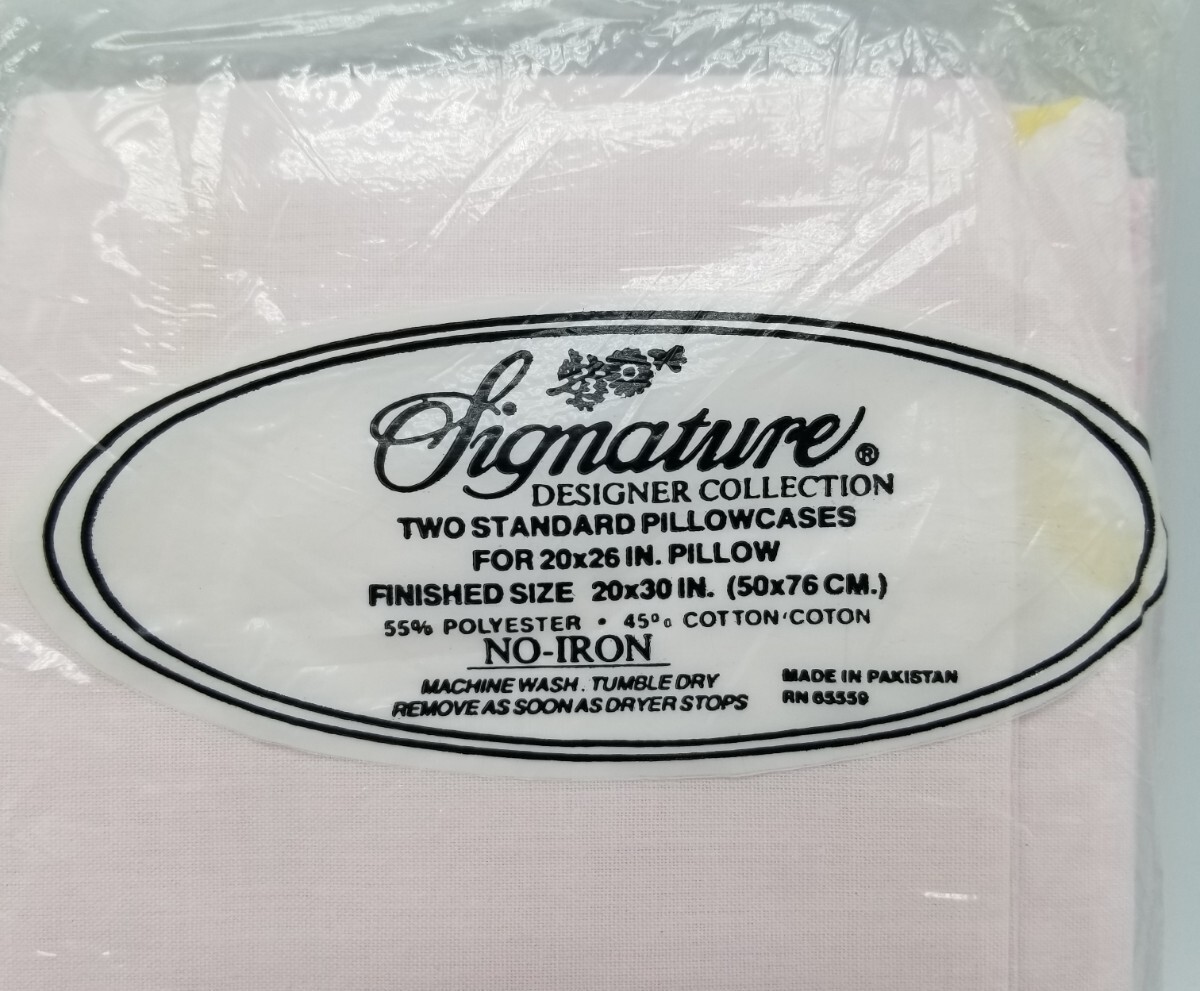 Signature®
DESIGNER COLLECTION
TWO STANDARD PILLOWCASES
FOR 20x26 IN. PILLOW
FINISHED SIZE 20x30 IN. (50x76 CM.)
55% POLYESTER • 45% COTTON/COTON
NO-IRON
MACHINE WASH. TUMBLE DRY
REMOVE AS SOON AS DRYER STOPS
MADE IN PAKISTAN
RN 65559